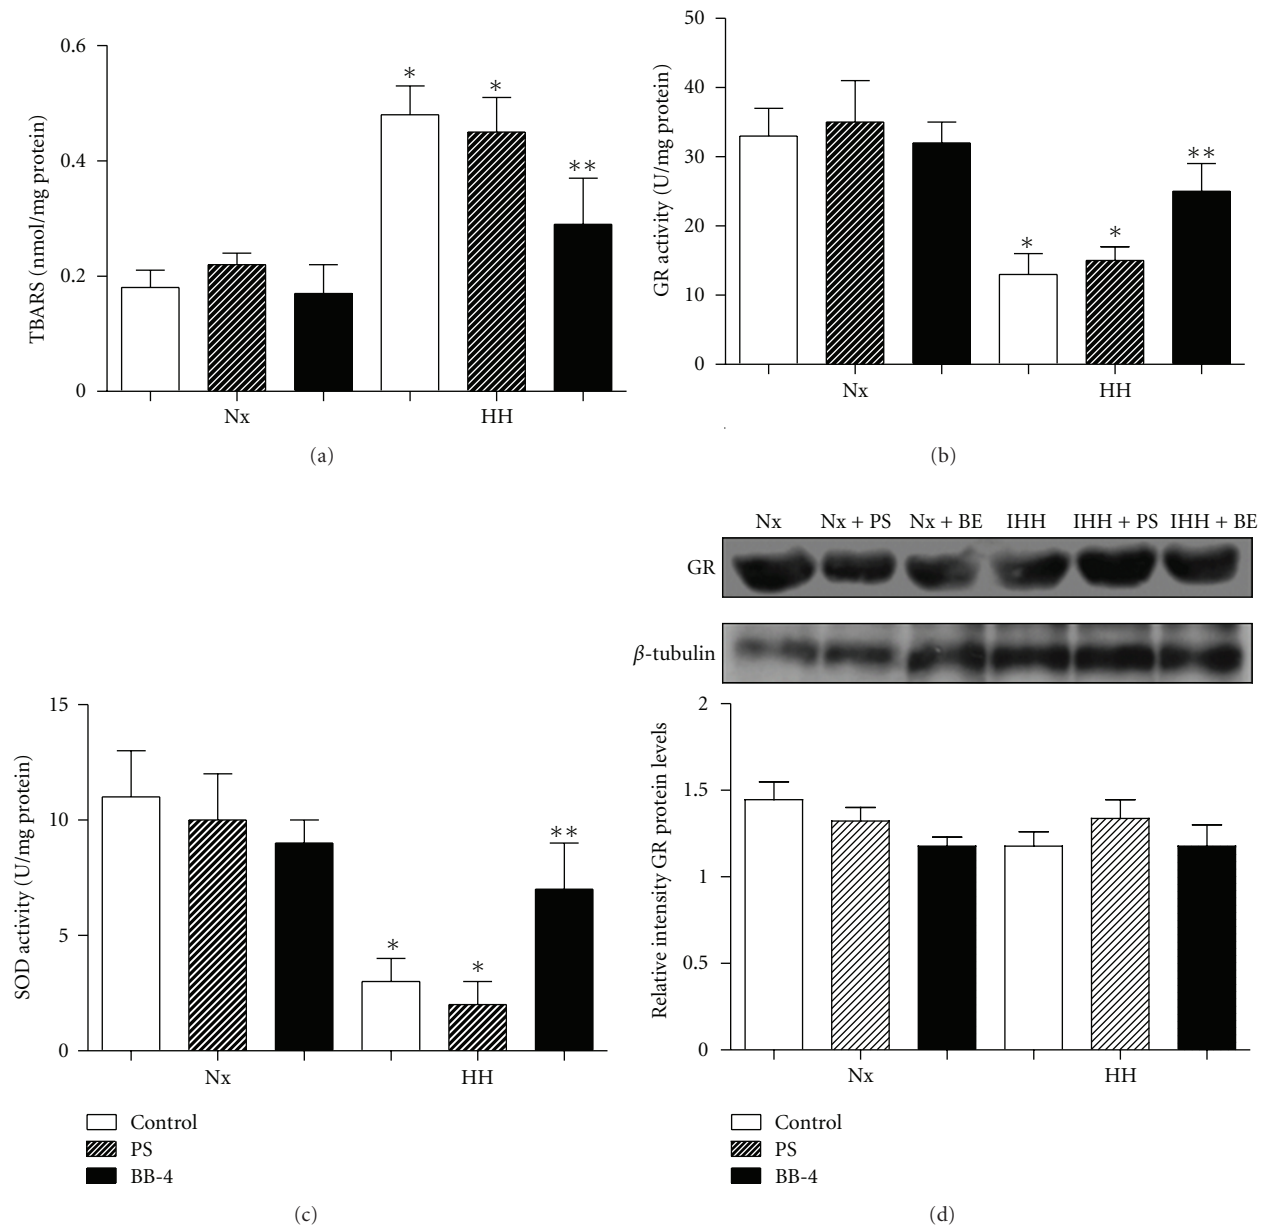 TBARS (nmol/mg protein)
0.6
0.4
0.2
0
*
*
**
Nx
HH
(a)
GR activity (U/mg protein)
50
40
30
20
10
0
*
*
**
Nx
HH
(b)
SOD activity (U/mg protein)
15
10
5
0
*
*
**
Nx
HH
Control
PS
BB-4
(c)
Nx Nx + PS Nx + BE IHH IHH + PS IHH + BE
GR
β-tubulin
Relative intensity GR protein levels
2
1.5
1
0.5
0
Nx
HH
Control
PS
BB-4
(d)